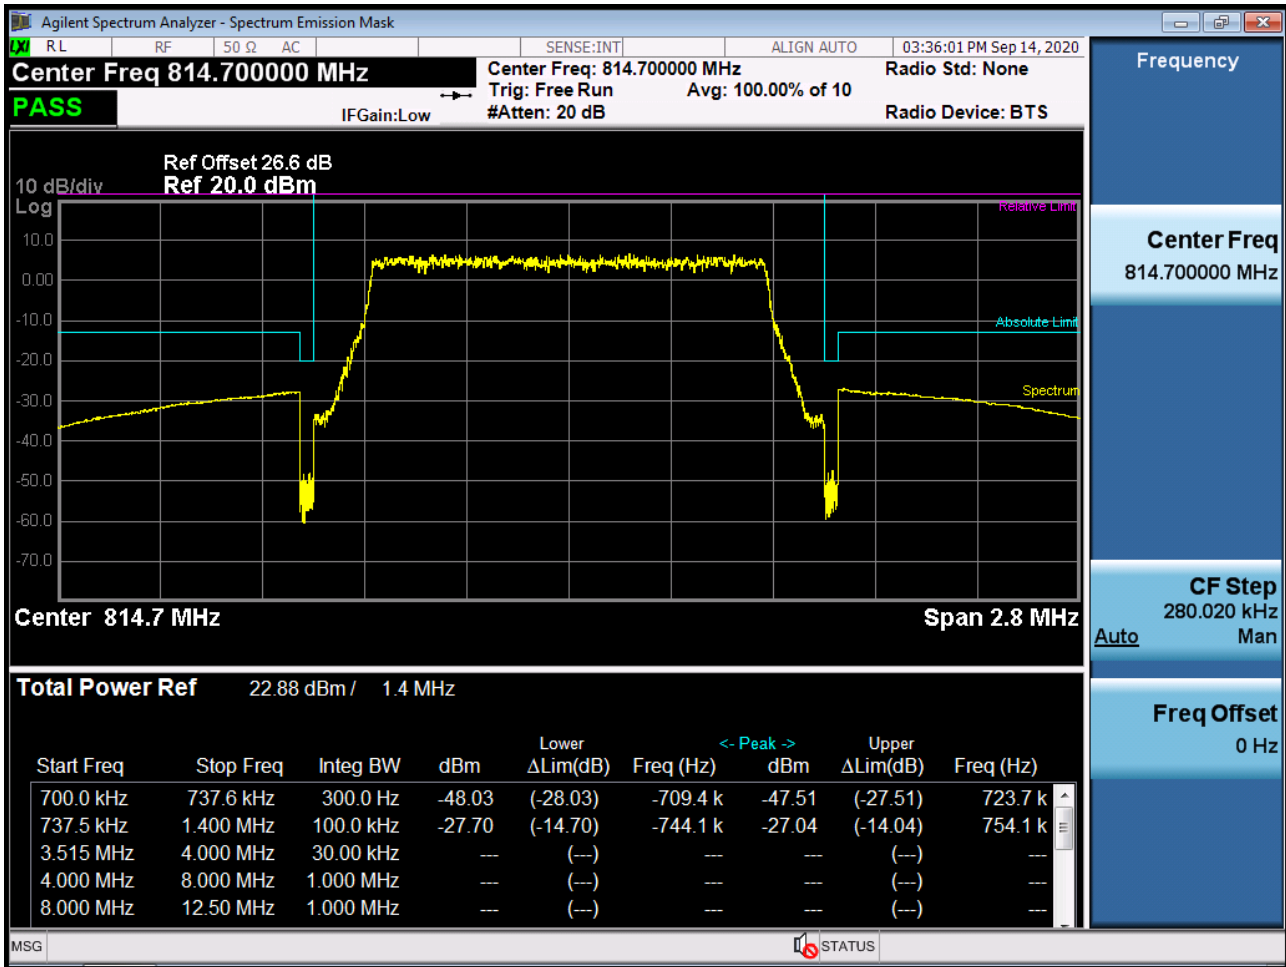 Agilent Spectrum Analyzer - Spectrum Emission Mask
LXI RL RF 50 Ω AC SENSE:INT ALIGN AUTO 03:36:01 PM Sep 14, 2020
Center Freq 814.700000 MHz Center Freq: 814.700000 MHz Radio Std: None
Trig: Free Run Avg: 100.00% of 10
PASS IFGain:Low #Atten: 20 dB Radio Device: BTS
Ref Offset 26.6 dB
10 dB/div Ref 20.0 dBm
Log
Relative Limit
10.0
0.00
-10.0
Absolute Limit
-20.0
Spectrum
-30.0
-40.0
-50.0
-60.0
-70.0
Center 814.7 MHz Span 2.8 MHz
Total Power Ref 22.88 dBm / 1.4 MHz
Lower <- Peak -> Upper
Start Freq Stop Freq Integ BW dBm ΔLim(dB) Freq (Hz) dBm ΔLim(dB) Freq (Hz)
700.0 kHz 737.6 kHz 300.0 Hz -48.03 (-28.03) -709.4 k -47.51 (-27.51) 723.7 k
737.5 kHz 1.400 MHz 100.0 kHz -27.70 (-14.70) -744.1 k -27.04 (-14.04) 754.1 k
3.515 MHz 4.000 MHz 30.00 kHz --- (---) --- --- (---) ---
4.000 MHz 8.000 MHz 1.000 MHz --- (---) --- --- (---) ---
8.000 MHz 12.50 MHz 1.000 MHz --- (---) --- --- (---) ---
MSG STATUS
Frequency
Center Freq
814.700000 MHz
CF Step
280.020 kHz
Auto Man
Freq Offset
0 Hz